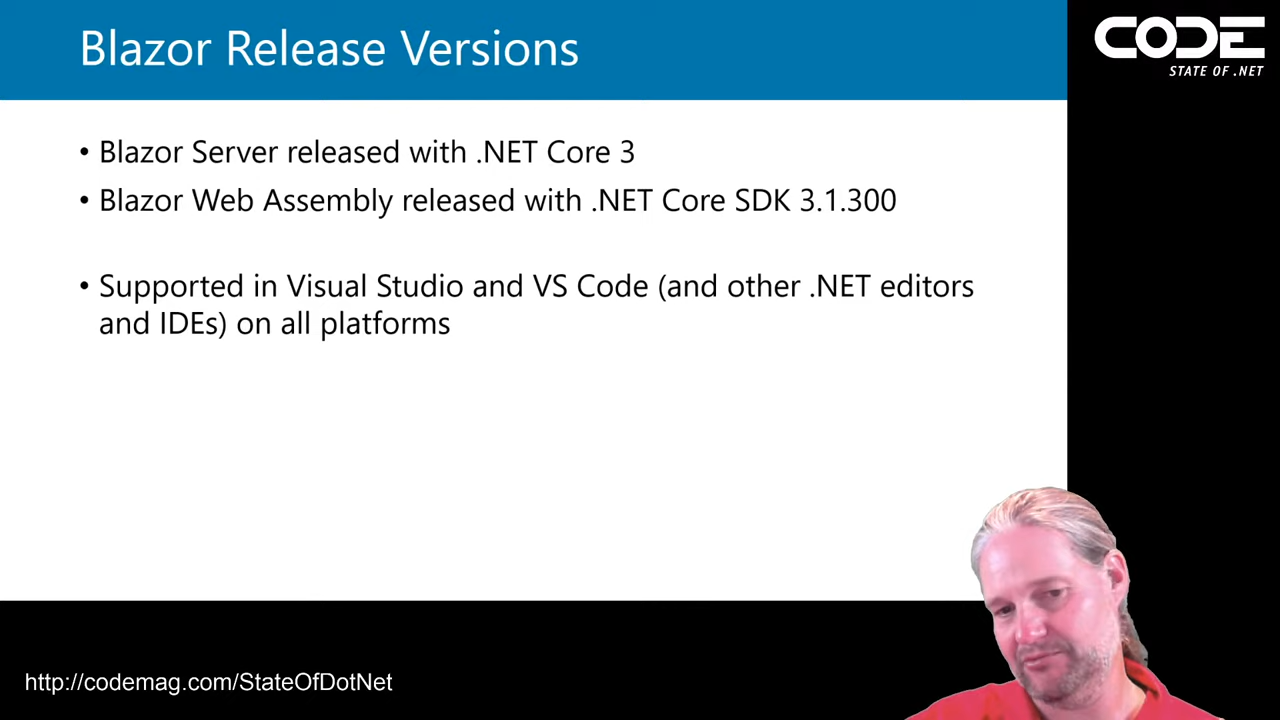 Blazor Release Versions
CODE
STATE OF .NET
• Blazor Server released with .NET Core 3
• Blazor Web Assembly released with .NET Core SDK 3.1.300
• Supported in Visual Studio and VS Code (and other .NET editors
and IDEs) on all platforms
http://codemag.com/StateOfDotNet